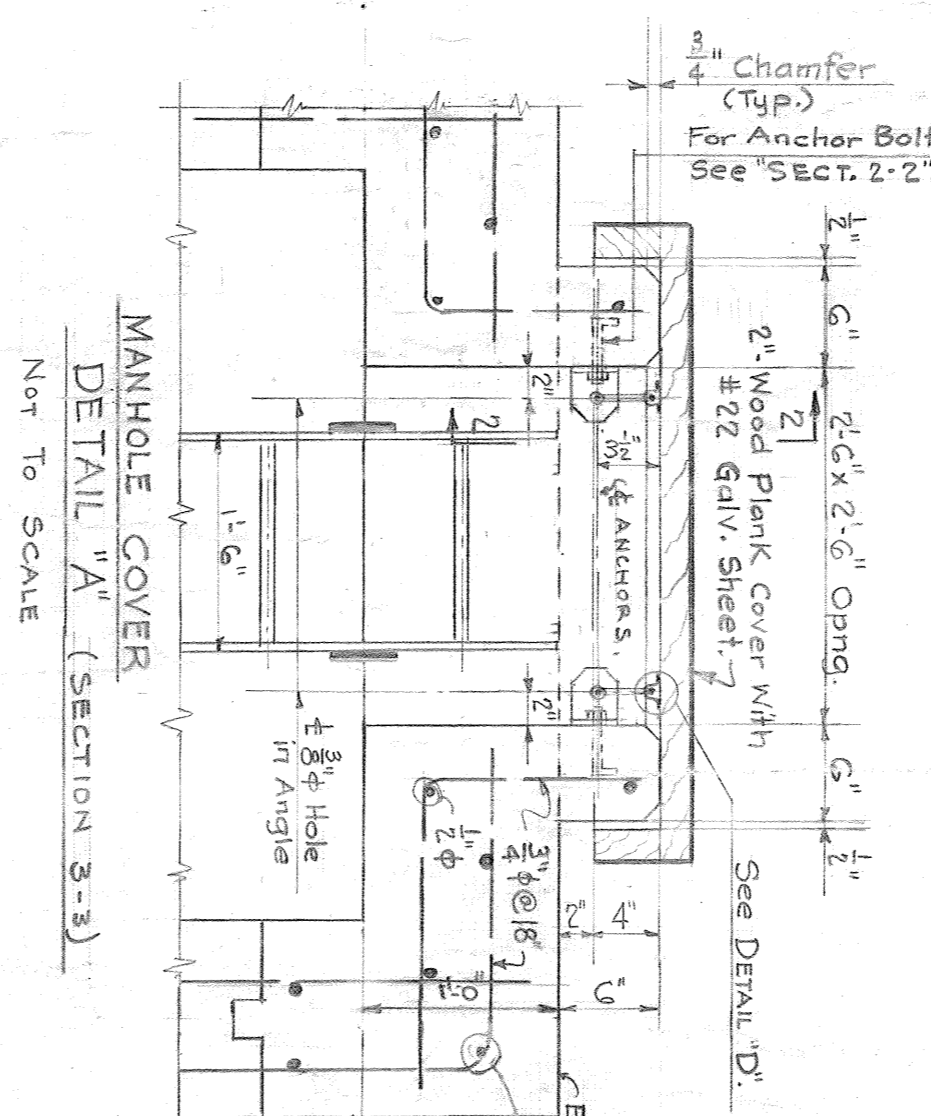 3/4" Chamfer
(Typ.)
For Anchor Bolt
See "SECT. 2-2"
1/2"
6"
2'-6" x 2'-6" Opng.
6"
1/2"
2
2"-Wood Plank Cover with
#22 Galv. Sheet.
See DETAIL "D".
2"
3 1/2"
℄ ANCHORS.
2"
2
1'-6"
℄ 3/8" φ Hole
in Angle
1/2" φ
3/4" φ @ 18"
2"
4"
6"
1'-0"
E
MANHOLE COVER
DETAIL "A" (SECTION 3-3)
NOT TO SCALE